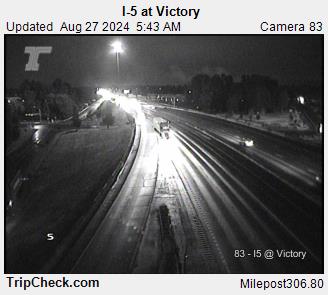 I-5 at Victory
Updated Aug 27 2024 5:43 AM Camera 83
T
S
83 - I5 @ Victory
TripCheck.com Milepost306.80